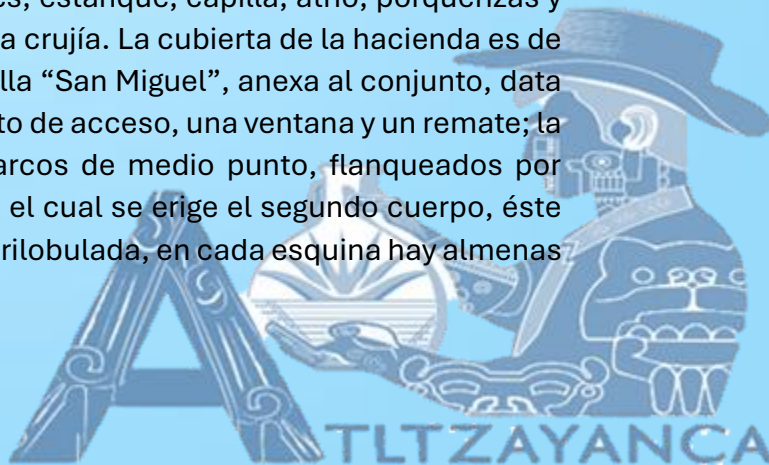 es, estanque, capilla, atrio, porquerizas y
a crujía. La cubierta de la hacienda es de
lla “San Miguel”, anexa al conjunto, data
to de acceso, una ventana y un remate; la
arcos de medio punto, flanqueados por
el cual se erige el segundo cuerpo, éste
rilobulada, en cada esquina hay almenas
ATLTZAYANCA